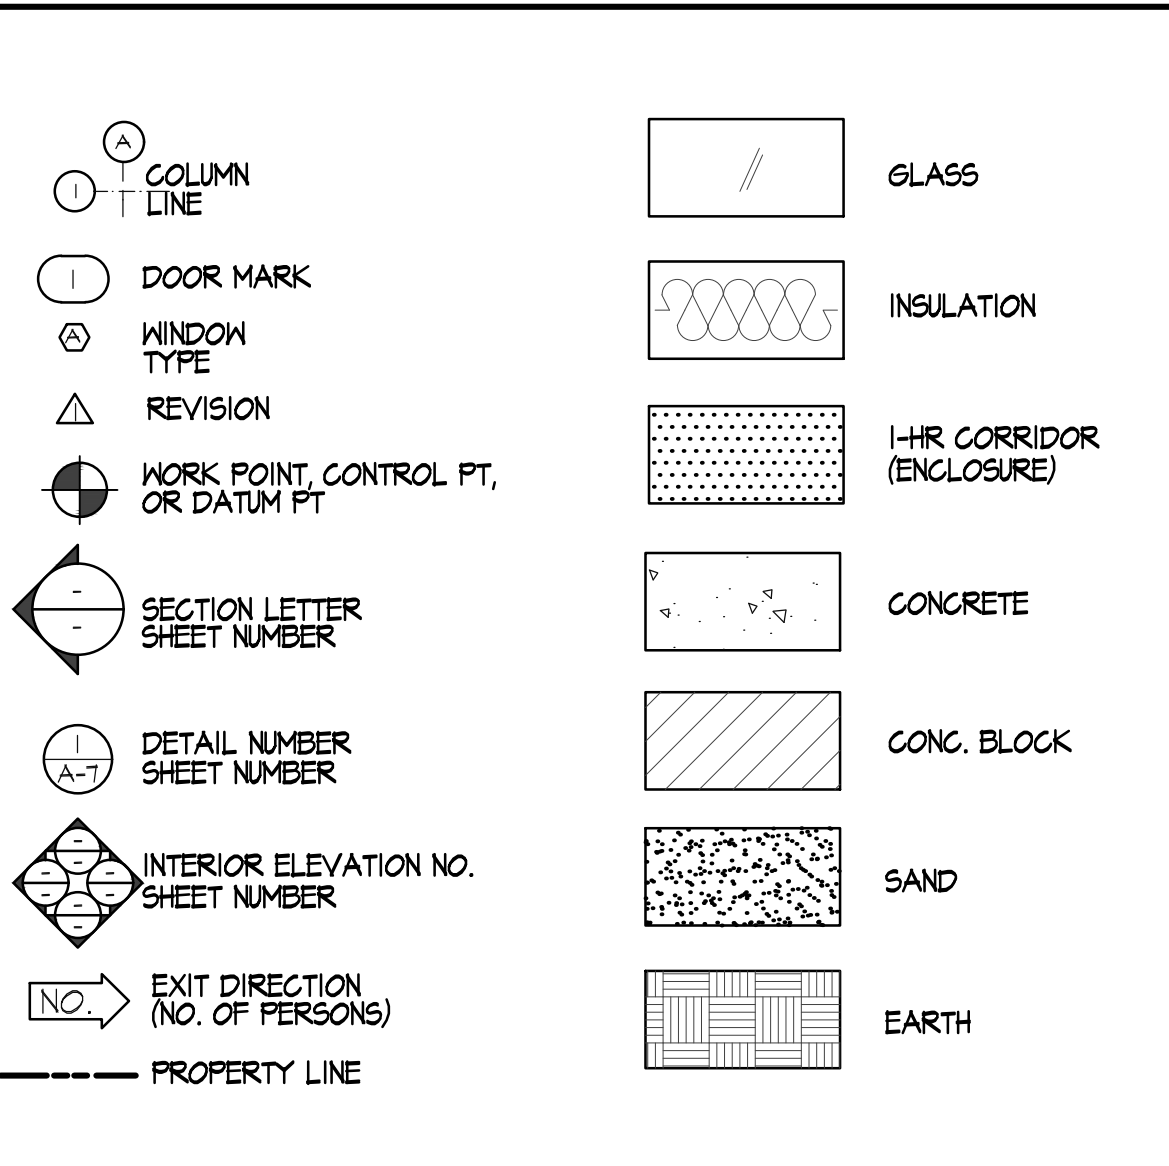 A
1
COLUMN
LINE
1
DOOR MARK
A
WINDOW
TYPE
1
REVISION
WORK POINT, CONTROL PT,
OR DATUM PT
-
-
SECTION LETTER
SHEET NUMBER
1
A-7
DETAIL NUMBER
SHEET NUMBER
- -
- -
- -
- -
INTERIOR ELEVATION NO.
SHEET NUMBER
NO.
EXIT DIRECTION
(NO. OF PERSONS)
PROPERTY LINE
GLASS
INSULATION
1-HR CORRIDOR
(ENCLOSURE)
CONCRETE
CONC. BLOCK
SAND
EARTH